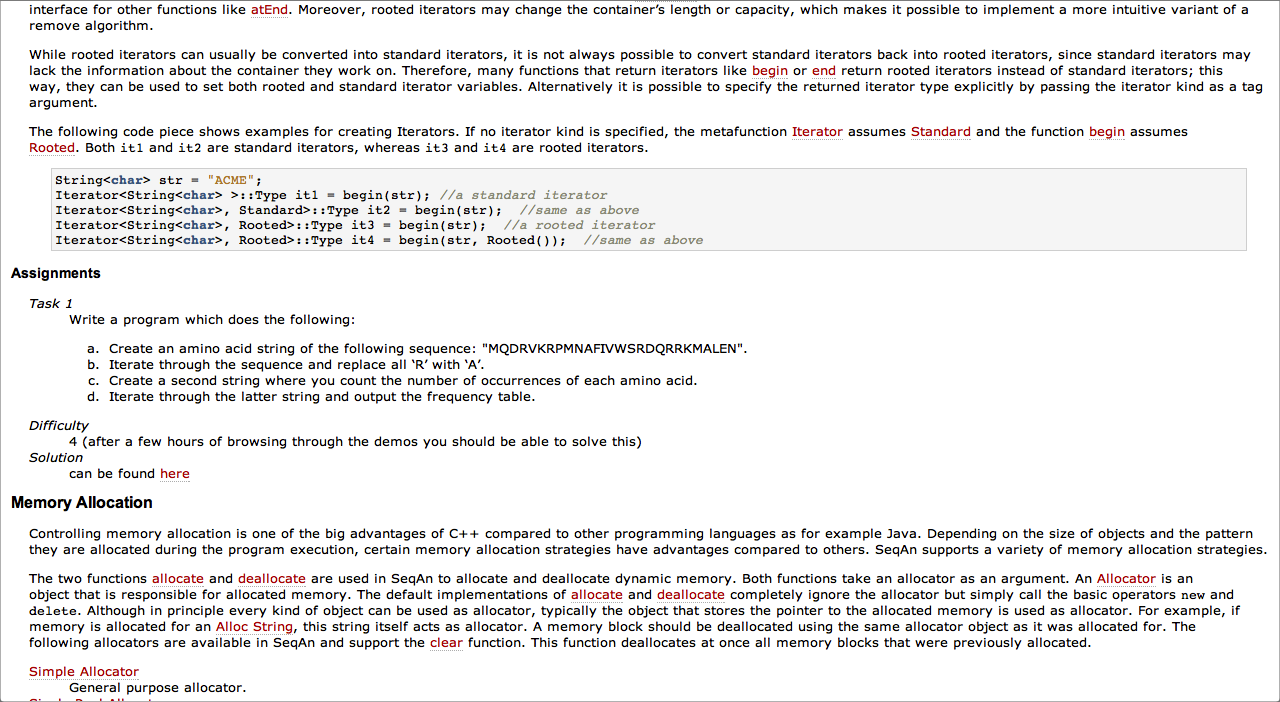 interface for other functions like atEnd. Moreover, rooted iterators may change the container’s length or capacity, which makes it possible to implement a more intuitive variant of a
remove algorithm.
While rooted iterators can usually be converted into standard iterators, it is not always possible to convert standard iterators back into rooted iterators, since standard iterators may
lack the information about the container they work on. Therefore, many functions that return iterators like begin or end return rooted iterators instead of standard iterators; this
way, they can be used to set both rooted and standard iterator variables. Alternatively it is possible to specify the returned iterator type explicitly by passing the iterator kind as a tag
argument.
The following code piece shows examples for creating Iterators. If no iterator kind is specified, the metafunction Iterator assumes Standard and the function begin assumes
Rooted. Both it1 and it2 are standard iterators, whereas it3 and it4 are rooted iterators.
String<char> str = "ACME";
Iterator<String<char> >::Type it1 = begin(str); //a standard iterator
Iterator<String<char>, Standard>::Type it2 = begin(str);  //same as above
Iterator<String<char>, Rooted>::Type it3 = begin(str);  //a rooted iterator
Iterator<String<char>, Rooted>::Type it4 = begin(str, Rooted());  //same as above
Assignments
Task 1
Write a program which does the following:
a. Create an amino acid string of the following sequence: "MQDRVKRPMNAFIVWSRDQRRKMALEN".
b. Iterate through the sequence and replace all ‘R’ with ‘A’.
c. Create a second string where you count the number of occurrences of each amino acid.
d. Iterate through the latter string and output the frequency table.
Difficulty
4 (after a few hours of browsing through the demos you should be able to solve this)
Solution
can be found here
Memory Allocation
Controlling memory allocation is one of the big advantages of C++ compared to other programming languages as for example Java. Depending on the size of objects and the pattern
they are allocated during the program execution, certain memory allocation strategies have advantages compared to others. SeqAn supports a variety of memory allocation strategies.
The two functions allocate and deallocate are used in SeqAn to allocate and deallocate dynamic memory. Both functions take an allocator as an argument. An Allocator is an
object that is responsible for allocated memory. The default implementations of allocate and deallocate completely ignore the allocator but simply call the basic operators new and
delete. Although in principle every kind of object can be used as allocator, typically the object that stores the pointer to the allocated memory is used as allocator. For example, if
memory is allocated for an Alloc String, this string itself acts as allocator. A memory block should be deallocated using the same allocator object as it was allocated for. The
following allocators are available in SeqAn and support the clear function. This function deallocates at once all memory blocks that were previously allocated.
Simple Allocator
General purpose allocator.